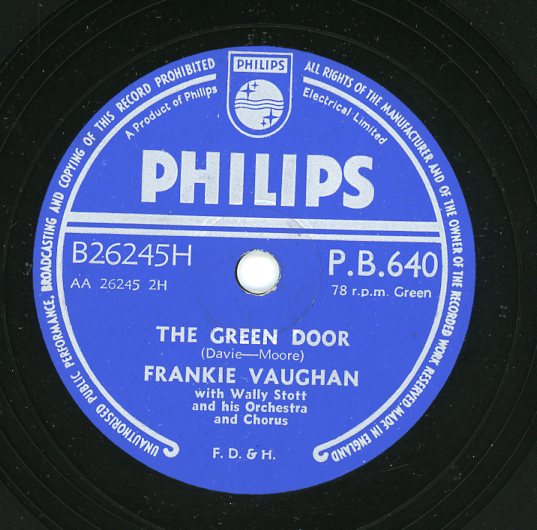 PHILIPS
A Product of Philips Electrical Limited
PHILIPS
B26245H
AA 26245 2H
P.B.640
78 r.p.m. Green
THE GREEN DOOR
(Davie—Moore)
FRANKIE VAUGHAN
with Wally Stott
and his Orchestra
and Chorus
F. D. & H.
UNAUTHORISED PUBLIC PERFORMANCE, BROADCASTING AND COPYING OF THIS RECORD PROHIBITED
ALL RIGHTS OF THE MANUFACTURER AND OF THE OWNER OF THE RECORDED WORK RESERVED. MADE IN ENGLAND